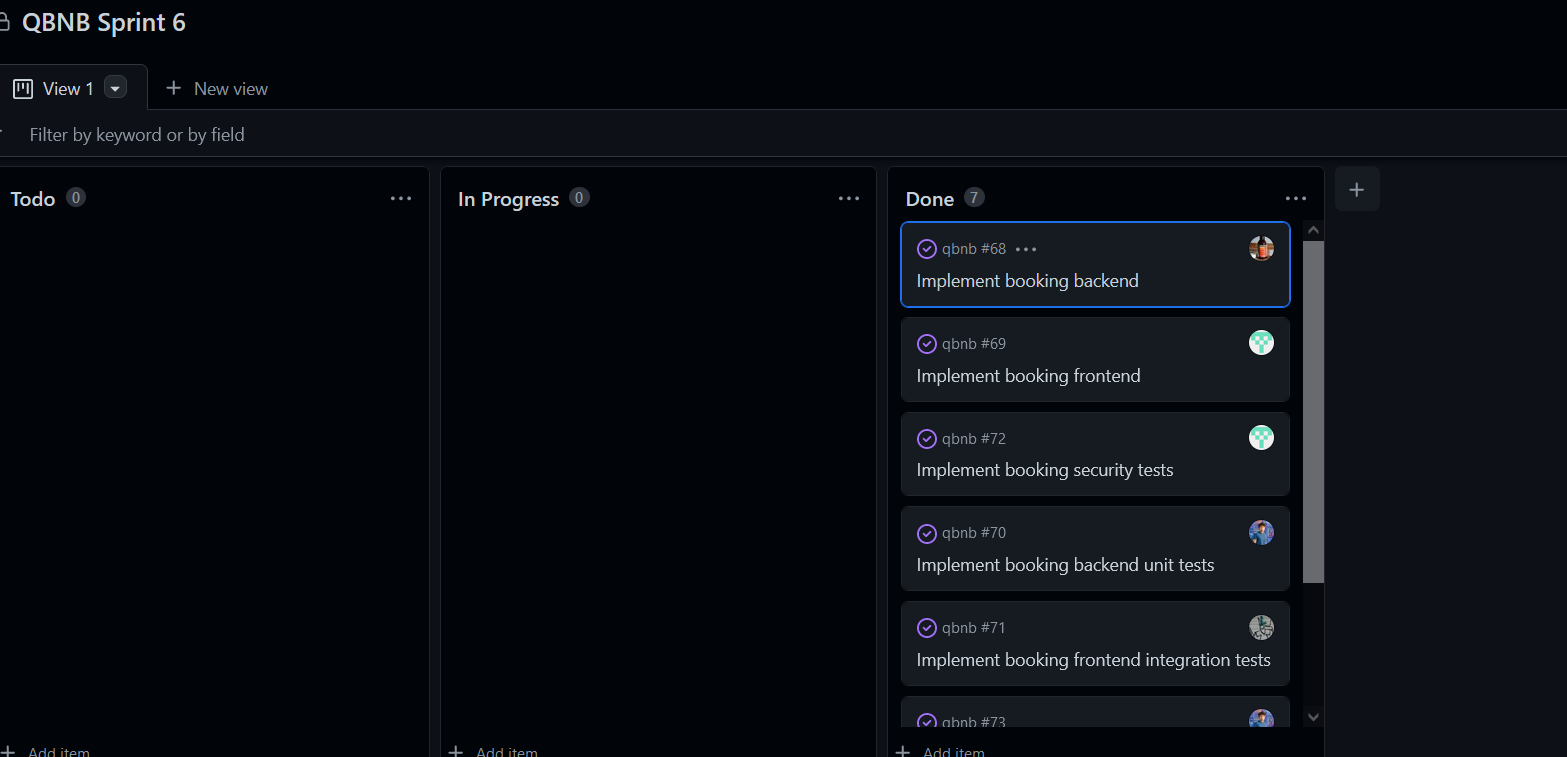 QBNB Sprint 6
View 1
New view
Filter by keyword or by field
Todo 0
In Progress 0
Done 7
qbnb #68
Implement booking backend
qbnb #69
Implement booking frontend
qbnb #72
Implement booking security tests
qbnb #70
Implement booking backend unit tests
qbnb #71
Implement booking frontend integration tests
qbnb #73
Add item
Add item
Add item